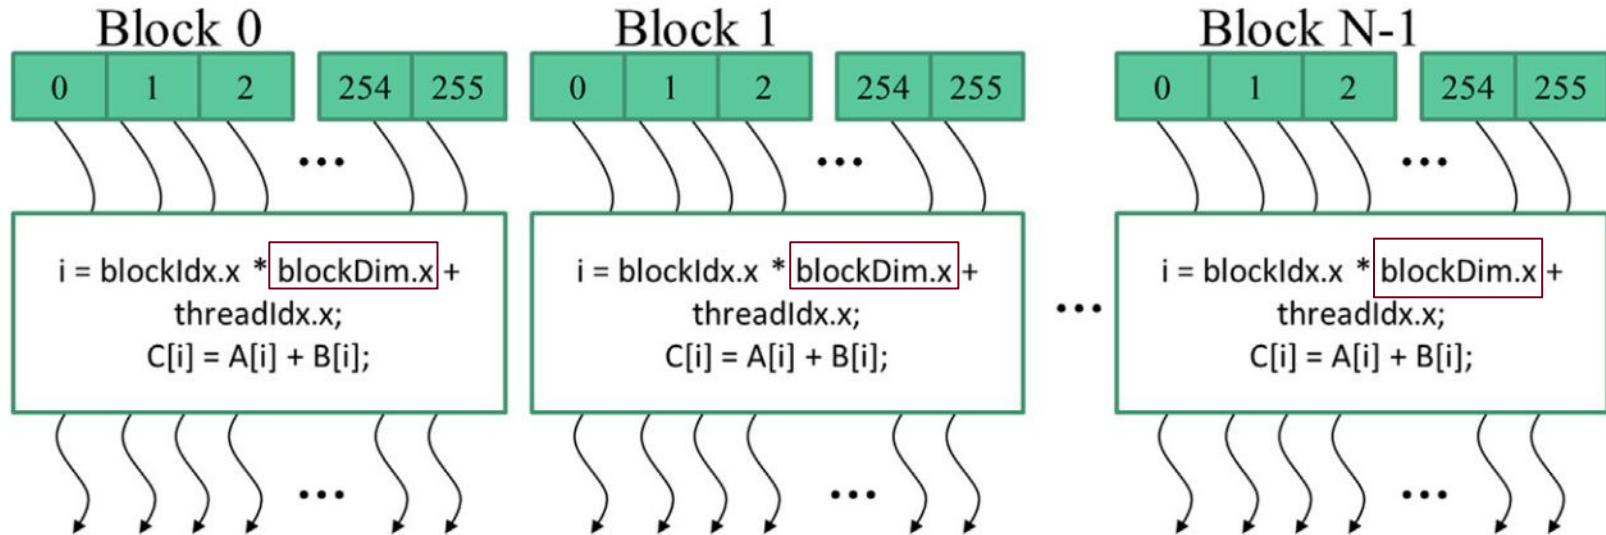 Block 0
0 1 2 254 255
...
i = blockIdx.x * blockDim.x +
threadIdx.x;
C[i] = A[i] + B[i];
...
Block 1
0 1 2 254 255
...
i = blockIdx.x * blockDim.x +
threadIdx.x;
C[i] = A[i] + B[i];
...
...
Block N-1
0 1 2 254 255
...
i = blockIdx.x * blockDim.x +
threadIdx.x;
C[i] = A[i] + B[i];
...